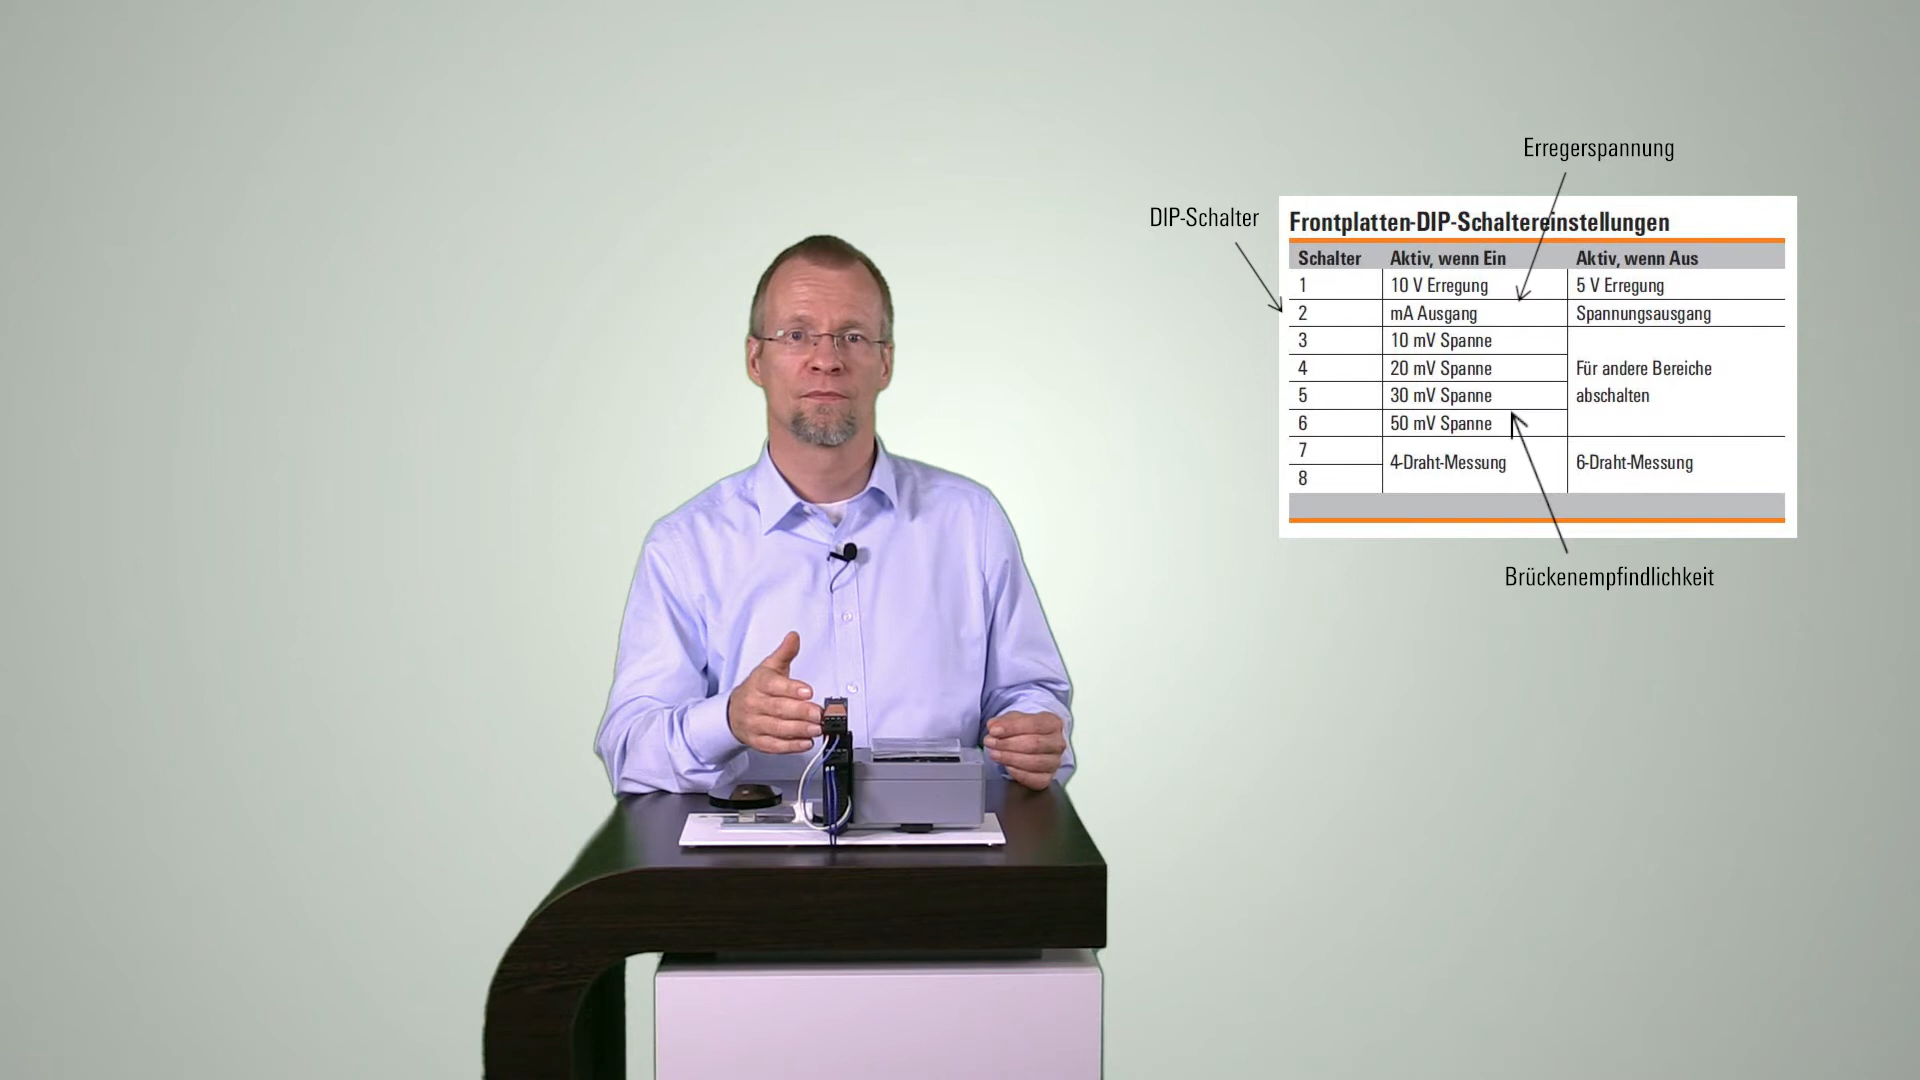 Erregerspannung
DIP-Schalter
Frontplatten-DIP-Schaltereinstellungen
Schalter Aktiv, wenn Ein Aktiv, wenn Aus
1 10 V Erregung 5 V Erregung
2 mA Ausgang Spannungsausgang
3 10 mV Spanne
4 20 mV Spanne Für andere Bereiche
5 30 mV Spanne abschalten
6 50 mV Spanne
7
4-Draht-Messung 6-Draht-Messung
8
Brückenempfindlichkeit